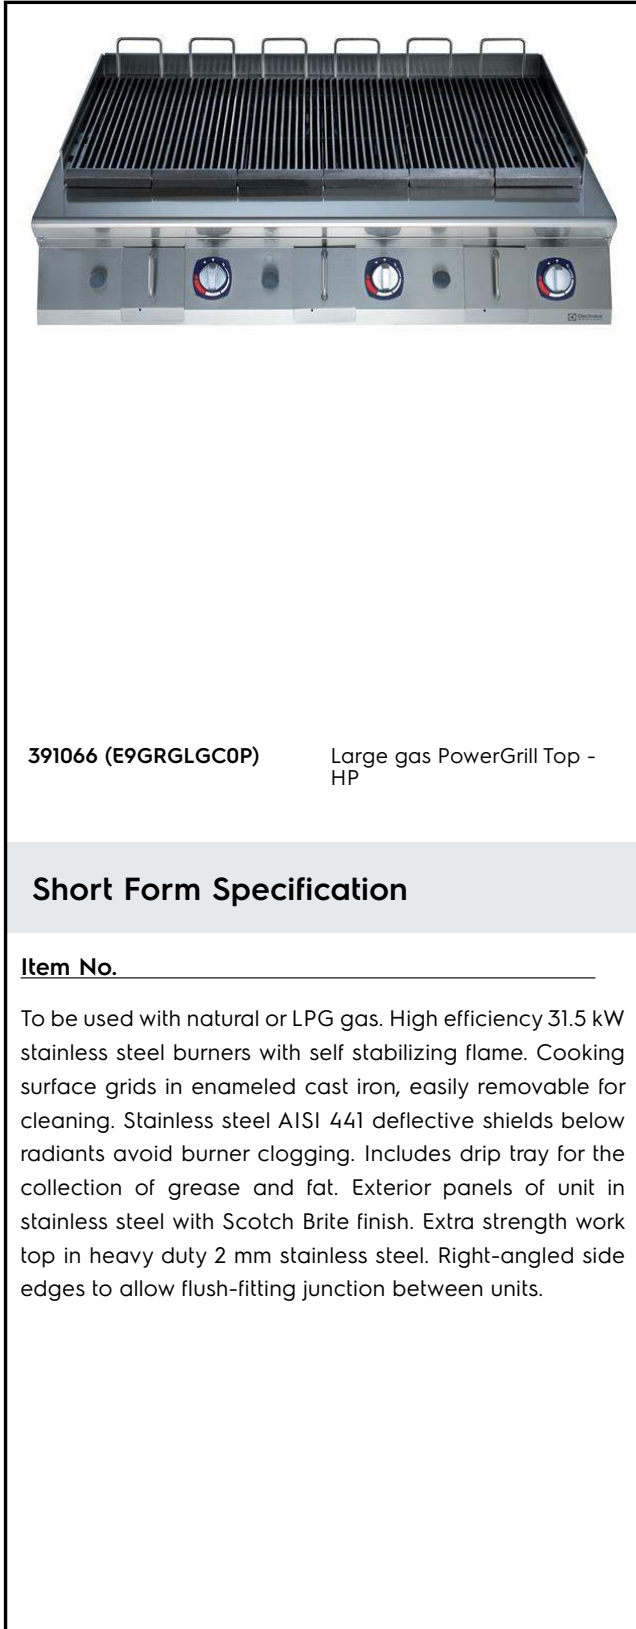 Electrolux
391066 (E9GRGLGC0P)
Large gas PowerGrill Top -
HP
Short Form Specification
Item No.
To be used with natural or LPG gas. High efficiency 31.5 kW
stainless steel burners with self stabilizing flame. Cooking
surface grids in enameled cast iron, easily removable for
cleaning. Stainless steel AISI 441 deflective shields below
radiants avoid burner clogging. Includes drip tray for the
collection of grease and fat. Exterior panels of unit in
stainless steel with Scotch Brite finish. Extra strength work
top in heavy duty 2 mm stainless steel. Right-angled side
edges to allow flush-fitting junction between units.